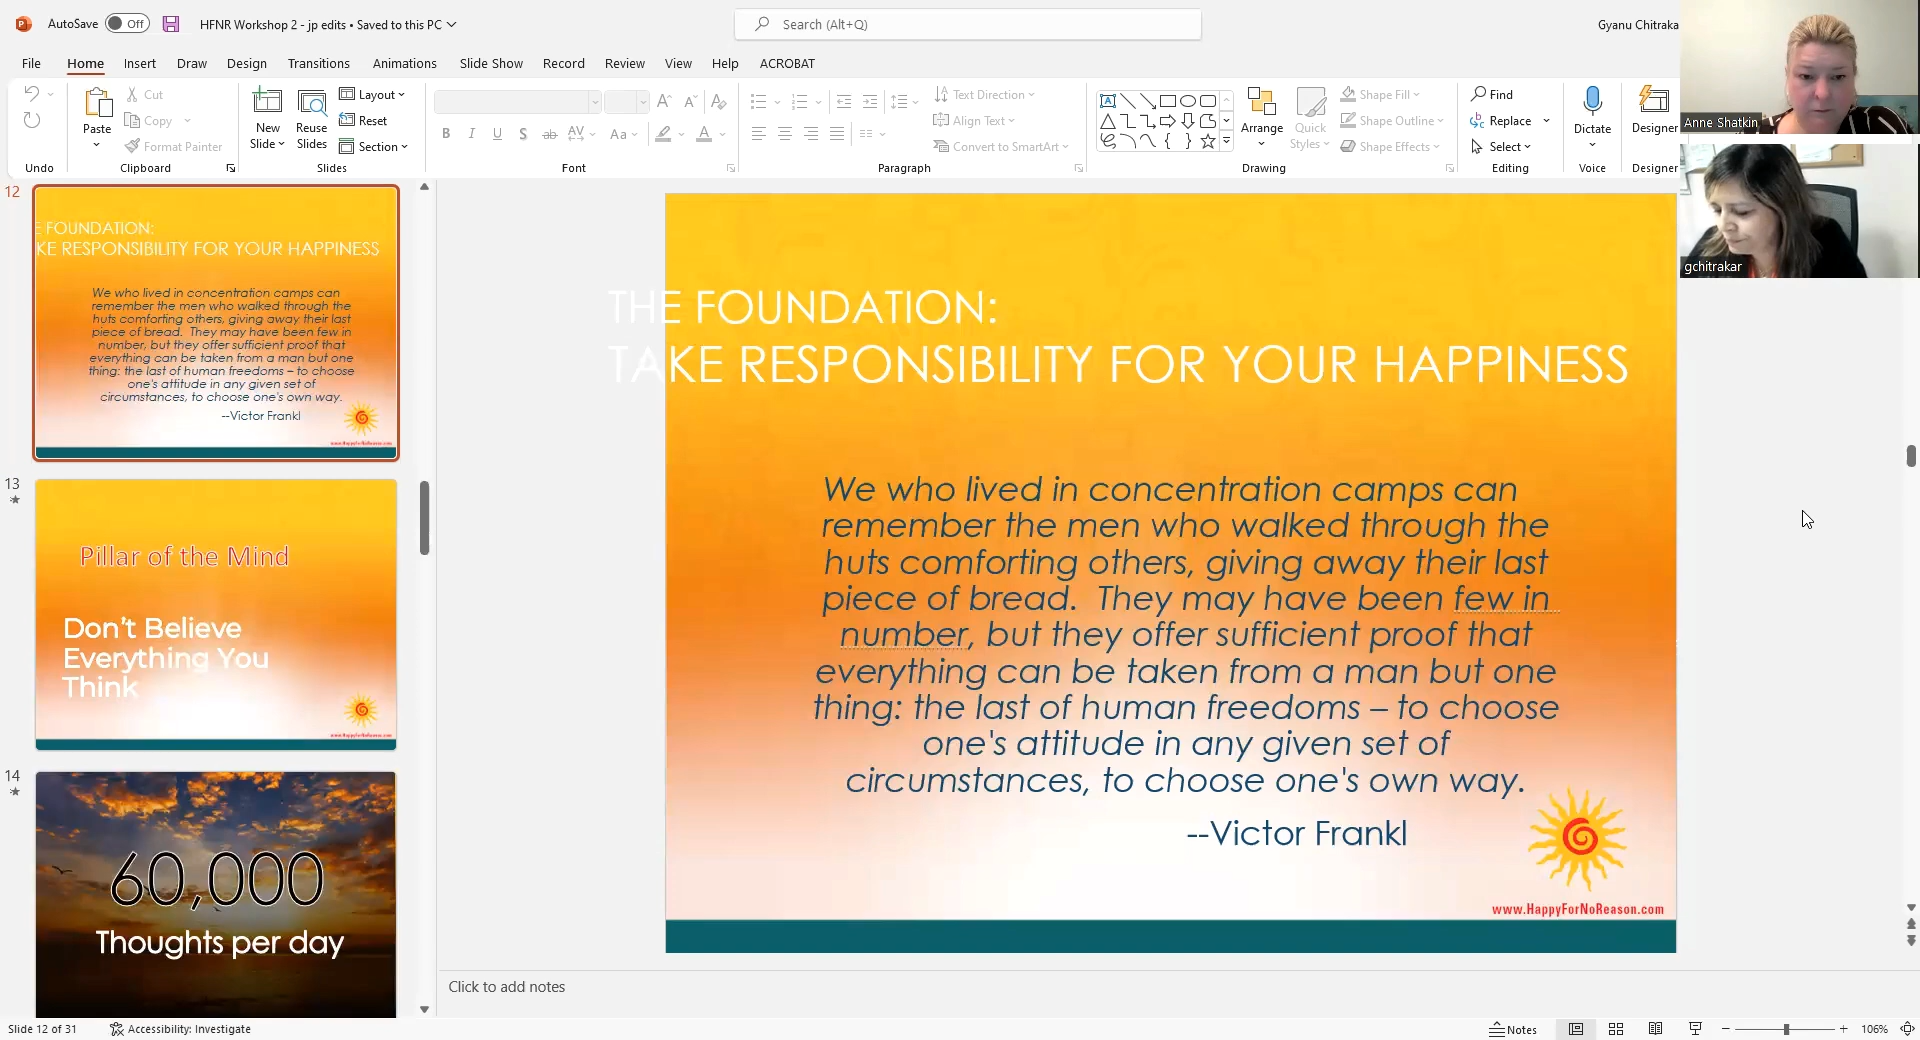 AutoSave Off HFNR Workshop 2 - jp edits • Saved to this PC Search (Alt+Q) Gyanu Chitraka
File Home Insert Draw Design Transitions Animations Slide Show Record Review View Help ACROBAT
Cut
Copy
Format Painter
Paste
New Slide
Reuse Slides
Layout
Reset
Section
B I U S ab AV Aa A
Text Direction
Align Text
Convert to SmartArt
Arrange
Quick Styles
Shape Fill
Shape Outline
Shape Effects
Find
Replace
Select
Dictate
Designer
Undo Clipboard Slides Font Paragraph Drawing Editing Voice Designer
Anne Shatkin
gchitrakar
12
E FOUNDATION:
KE RESPONSIBILITY FOR YOUR HAPPINESS
We who lived in concentration camps can
remember the men who walked through the
huts comforting others, giving away their last
piece of bread. They may have been few in
number, but they offer sufficient proof that
everything can be taken from a man but one
thing: the last of human freedoms – to choose
one's attitude in any given set of
circumstances, to choose one's own way.
--Victor Frankl
www.HappyForNoReason.com
13
Pillar of the Mind
Don't Believe
Everything You
Think
www.HappyForNoReason.com
14
60,000
Thoughts per day
THE FOUNDATION:
TAKE RESPONSIBILITY FOR YOUR HAPPINESS
We who lived in concentration camps can
remember the men who walked through the
huts comforting others, giving away their last
piece of bread. They may have been few in
number, but they offer sufficient proof that
everything can be taken from a man but one
thing: the last of human freedoms – to choose
one's attitude in any given set of
circumstances, to choose one's own way.
--Victor Frankl
www.HappyForNoReason.com
Click to add notes
Slide 12 of 31 Accessibility: Investigate Notes 106%